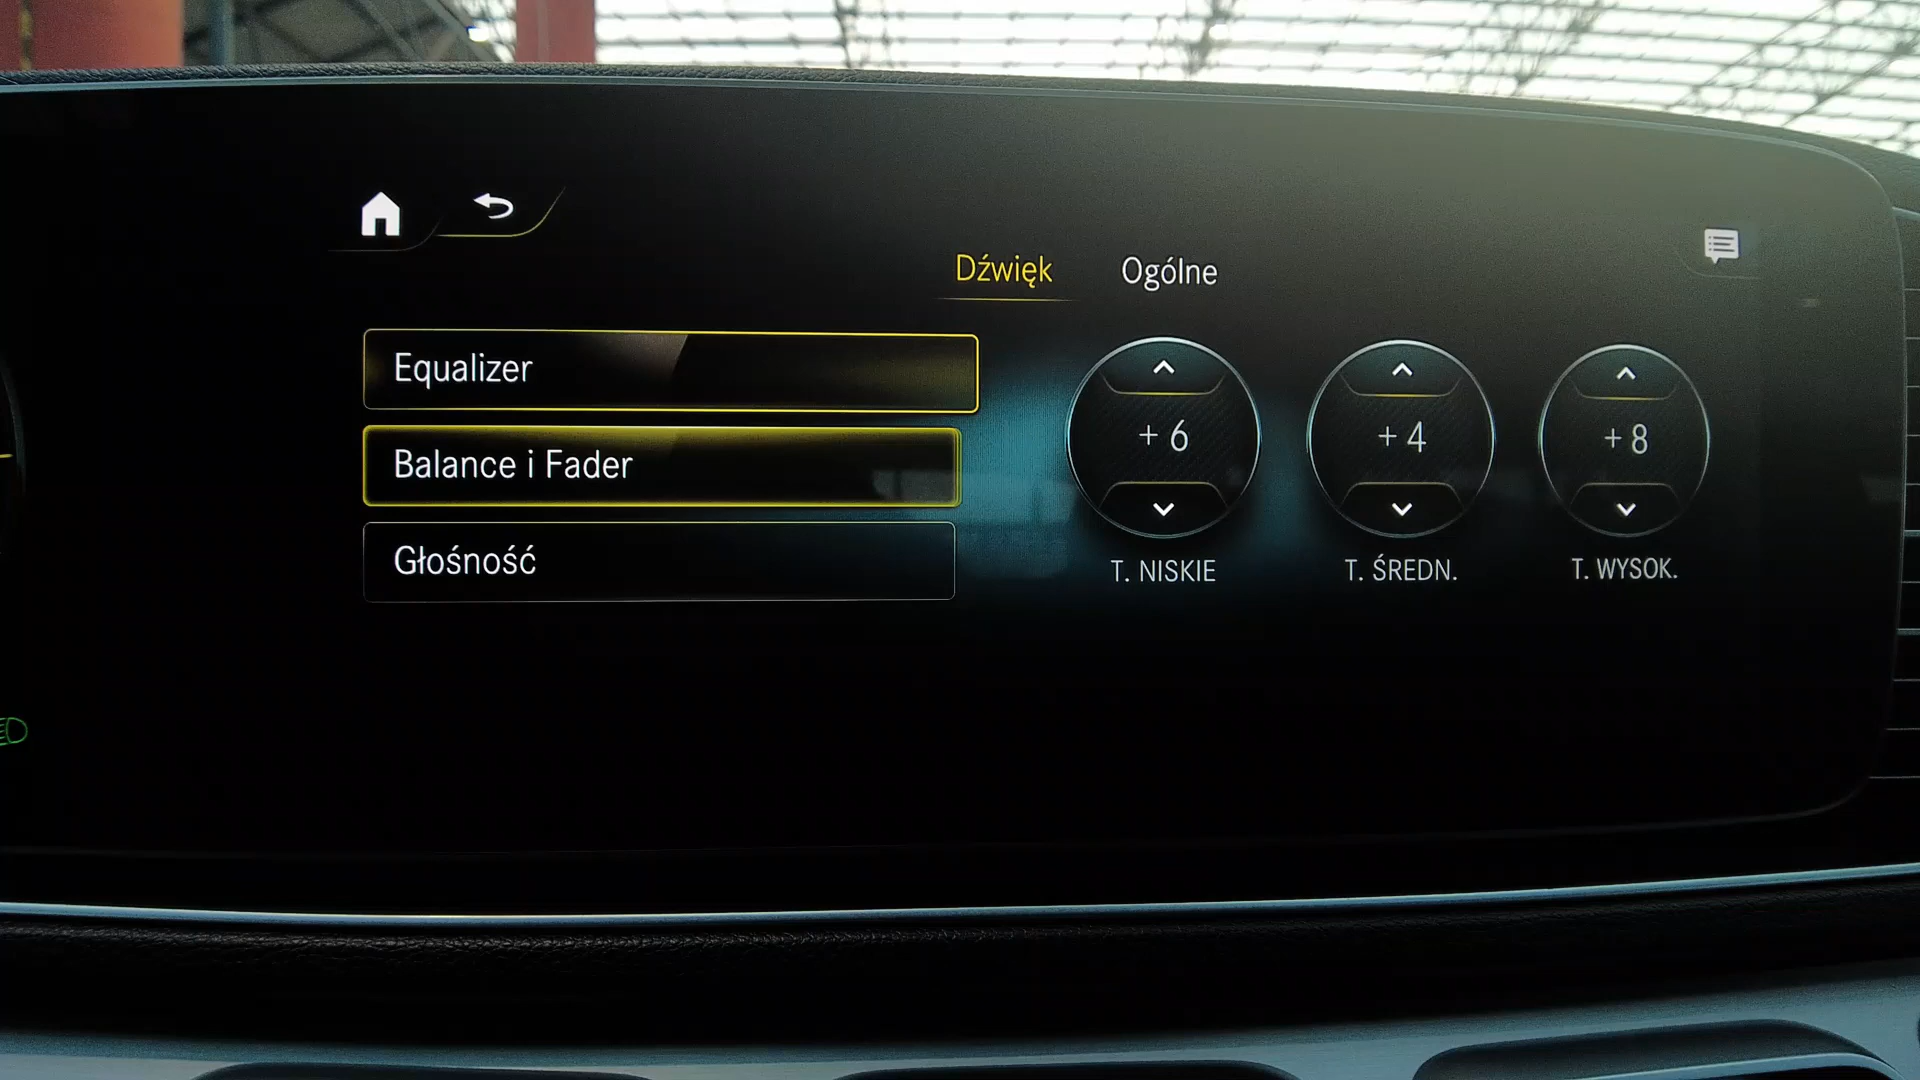 Dźwięk
Ogólne
Equalizer
Balance i Fader
Głośność
+ 6
+ 4
+ 8
T. NISKIE
T. ŚREDN.
T. WYSOK.